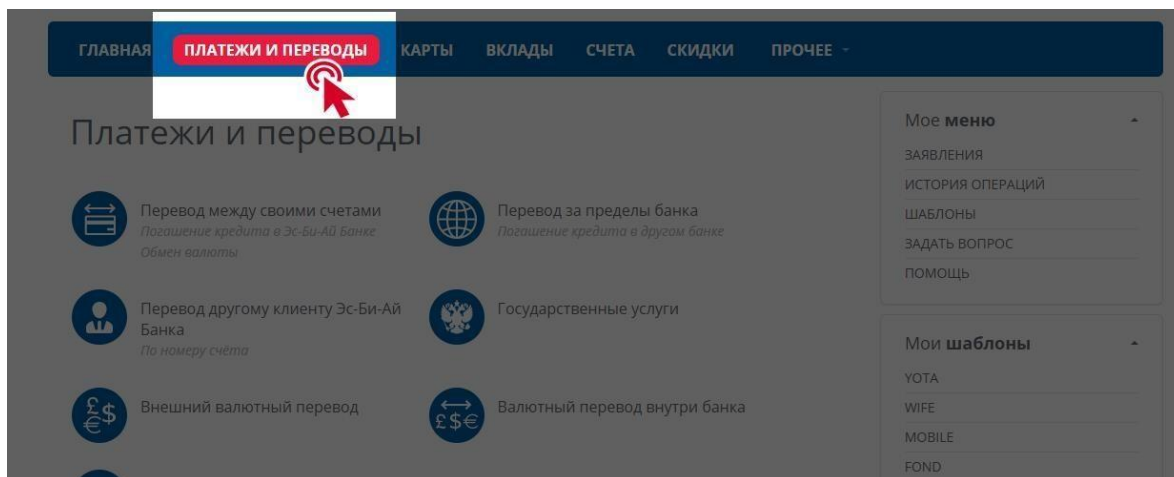 ГЛАВНАЯ ПЛАТЕЖИ И ПЕРЕВОДЫ КАРТЫ ВКЛАДЫ СЧЕТА СКИДКИ ПРОЧЕЕ
Платежи и переводы
Перевод между своими счетами
Погашение кредита в Эс-Би-Ай Банке
Обмен валюты
Перевод за пределы банка
Погашение кредита в другом банке
Перевод другому клиенту Эс-Би-Ай
Банка
По номеру счёта
Государственные услуги
Внешний валютный перевод
Валютный перевод внутри банка
Мое меню
ЗАЯВЛЕНИЯ
ИСТОРИЯ ОПЕРАЦИЙ
ШАБЛОНЫ
ЗАДАТЬ ВОПРОС
ПОМОЩЬ
Мои шаблоны
YOTA
WIFE
MOBILE
FOND